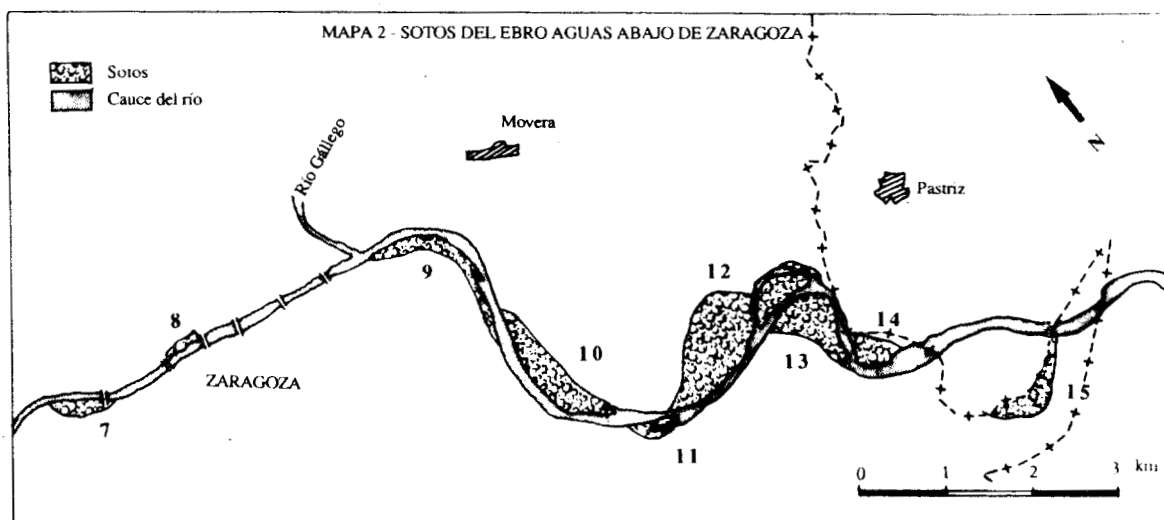 MAPA 2 - SOTOS DEL EBRO AGUAS ABAJO DE ZARAGOZA
Sotos
Cauce del río
Movera
Río Gállego
N
Pastriz
12
9
8
14
10
13
ZARAGOZA
15
7
11
0 1 2 3 km